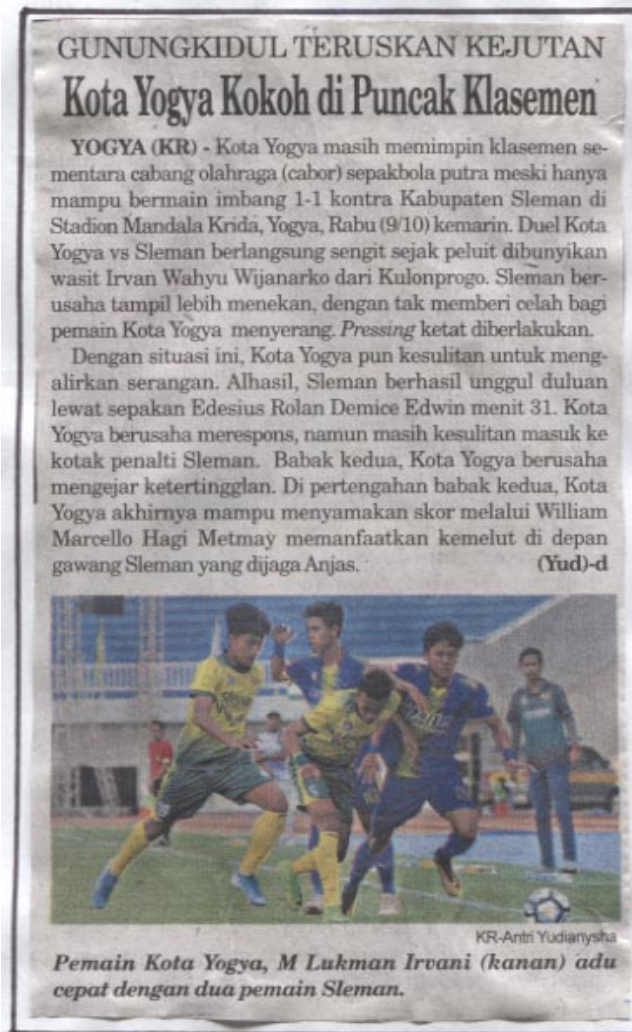 GUNUNGKIDUL TERUSKAN KEJUTAN
Kota Yogya Kokoh di Puncak Klasemen
YOGYA (KR) - Kota Yogya masih memimpin klasemen se-
mentara cabang olahraga (cabor) sepakbola putra meski hanya
mampu bermain imbang 1-1 kontra Kabupaten Sleman di
Stadion Mandala Krida, Yogya, Rabu (9/10) kemarin. Duel Kota
Yogya vs Sleman berlangsung sengit sejak peluit dibunyikan
wasit Irvan Wahyu Wijanarko dari Kulonprogo. Sleman ber-
usaha tampil lebih menekan, dengan tak memberi celah bagi
pemain Kota Yogya menyerang. Pressing ketat diberlakukan.
Dengan situasi ini, Kota Yogya pun kesulitan untuk meng-
alirkan serangan. Alhasil, Sleman berhasil unggul duluan
lewat sepakan Edesius Rolan Demice Edwin menit 31. Kota
Yogya berusaha merespons, namun masih kesulitan masuk ke
kotak penalti Sleman. Babak kedua, Kota Yogya berusaha
mengejar ketertingglan. Di pertengahan babak kedua, Kota
Yogya akhirnya mampu menyamakan skor melalui William
Marcello Hagi Metmay memanfaatkan kemelut di depan
gawang Sleman yang dijaga Anjas. (Yud)-d
KR-Antri Yudianysha
Pemain Kota Yogya, M Lukman Irvani (kanan) adu
cepat dengan dua pemain Sleman.